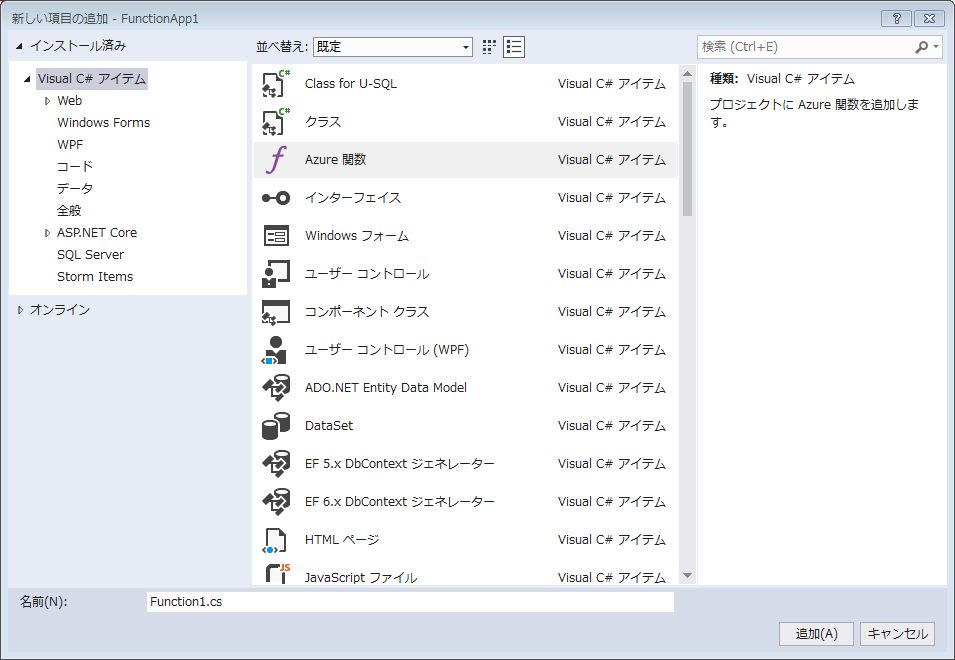 新しい項目の追加 - FunctionApp1
インストール済み
並べ替え: 既定
検索 (Ctrl+E)
Visual C# アイテム
Web
Windows Forms
WPF
コード
データ
全般
ASP.NET Core
SQL Server
Storm Items
オンライン
Class for U-SQL Visual C# アイテム
クラス Visual C# アイテム
Azure 関数 Visual C# アイテム
インターフェイス Visual C# アイテム
Windows フォーム Visual C# アイテム
ユーザー コントロール Visual C# アイテム
コンポーネント クラス Visual C# アイテム
ユーザー コントロール (WPF) Visual C# アイテム
ADO.NET Entity Data Model Visual C# アイテム
DataSet Visual C# アイテム
EF 5.x DbContext ジェネレーター Visual C# アイテム
EF 6.x DbContext ジェネレーター Visual C# アイテム
HTML ページ Visual C# アイテム
JavaScript ファイル Visual C# アイテム
種類: Visual C# アイテム
プロジェクトに Azure 関数を追加しま
す。
名前(N): Function1.cs
追加(A) キャンセル